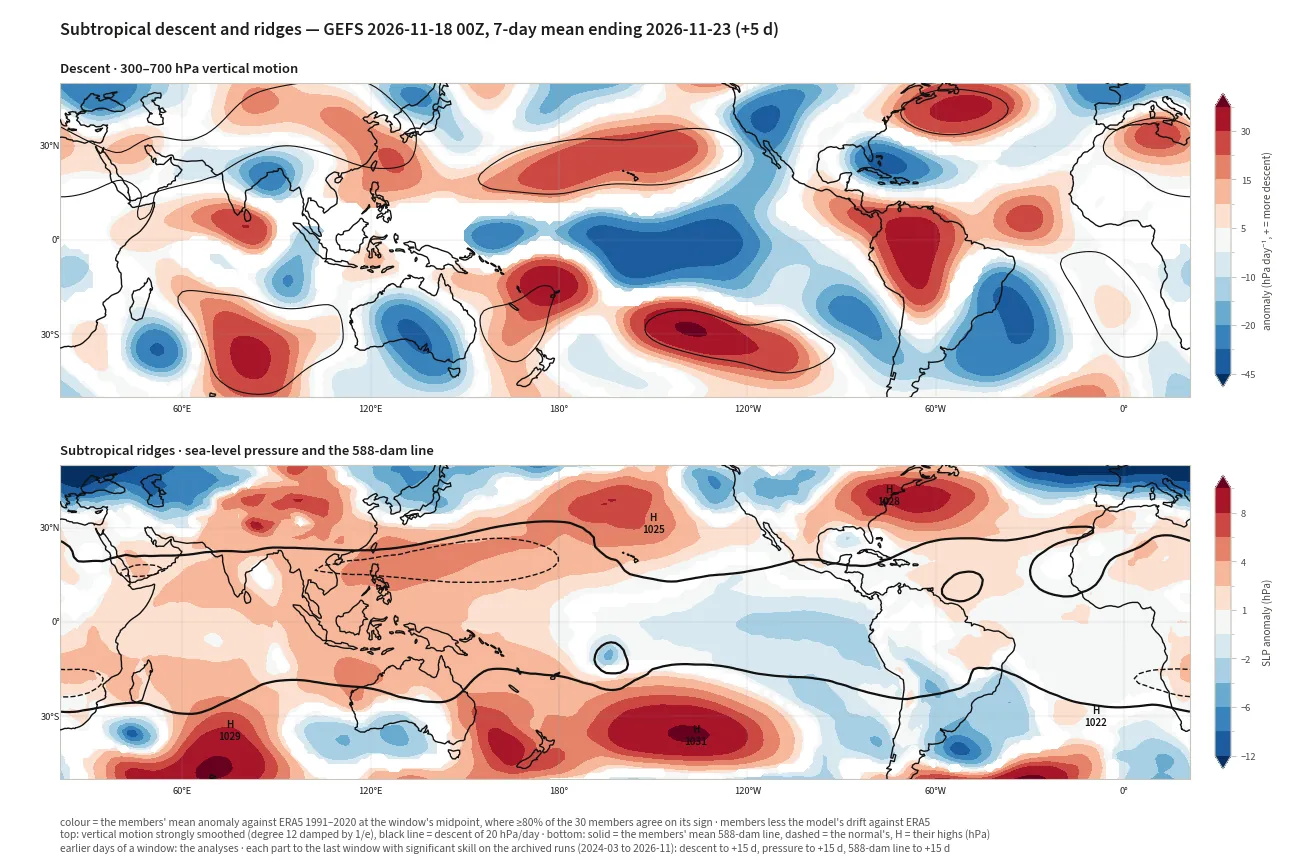 Subtropical descent and ridges — GEFS 2026-11-18 00Z, 7-day mean ending 2026-11-23 (+5 d)
Descent · 300–700 hPa vertical motion
30°N
0°
30°S
60°E
120°E
180°
120°W
60°W
0°
30
15
5
−10
−20
−45
anomaly (hPa day⁻¹, + = more descent)
Subtropical ridges · sea-level pressure and the 588-dam line
30°N
0°
30°S
H
1025
H
1028
H
1029
H
1031
H
1022
60°E
120°E
180°
120°W
60°W
0°
8
4
1
−2
−6
−12
SLP anomaly (hPa)
colour = the members' mean anomaly against ERA5 1991–2020 at the window's midpoint, where ≥80% of the 30 members agree on its sign · members less the model's drift against ERA5
top: vertical motion strongly smoothed (degree 12 damped by 1/e), black line = descent of 20 hPa/day · bottom: solid = the members' mean 588-dam line, dashed = the normal's, H = their highs (hPa)
earlier days of a window: the analyses · each part to the last window with significant skill on the archived runs (2024-03 to 2026-11): descent to +15 d, pressure to +15 d, 588-dam line to +15 d